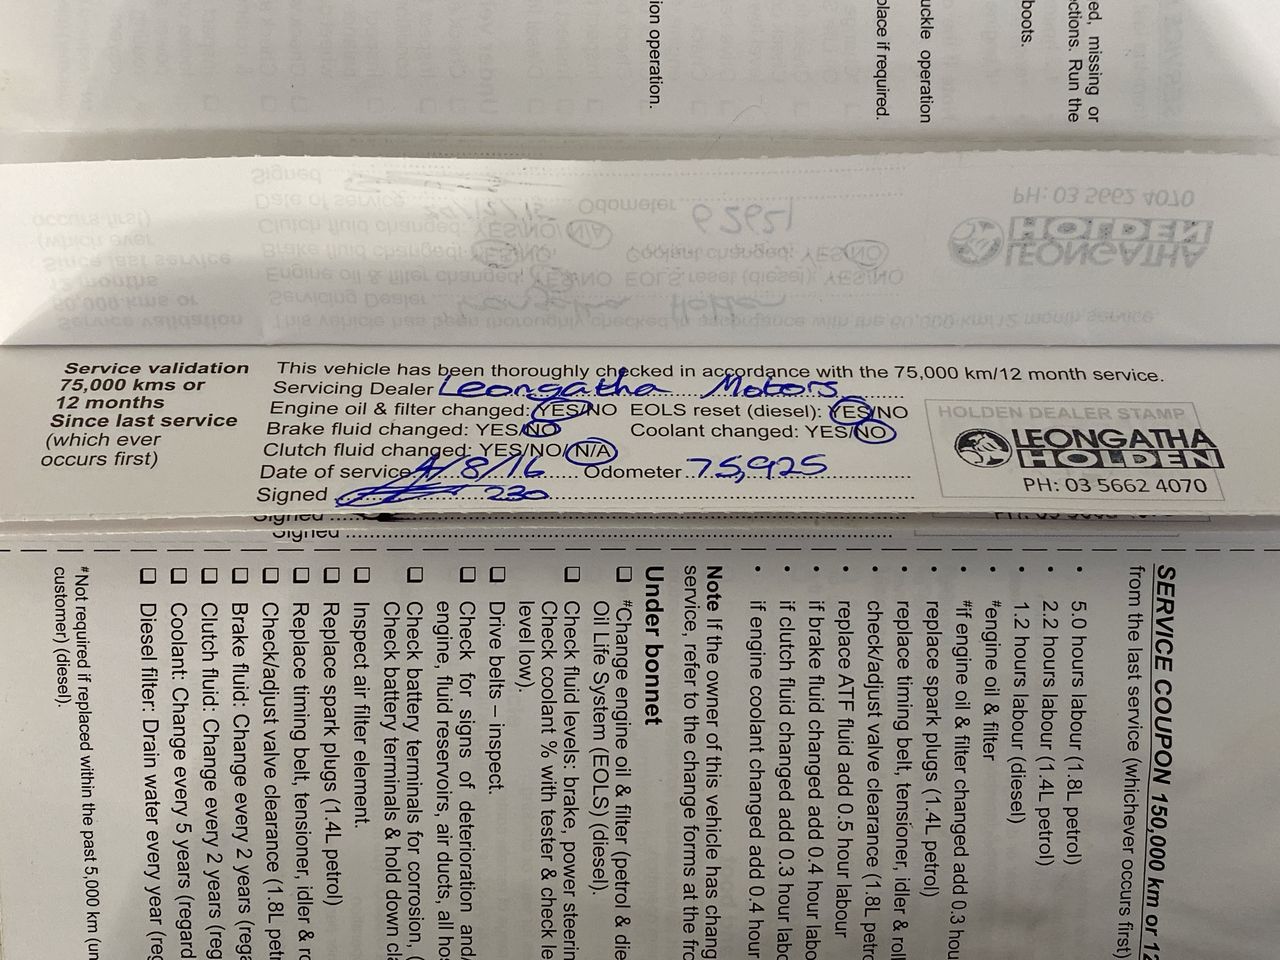 ion operation.
uckle operation
place if required.
ed, missing or
ctions. Run the
boots.
Service validation
75,000 kms or
12 months
Since last service
(which ever
occurs first)
This vehicle has been thoroughly checked in accordance with the 75,000 km/12 month service.
Servicing Dealer Leongatha Motors
Engine oil & filter changed: YES/NO EOLS reset (diesel): YES/NO
Brake fluid changed: YES/NO Coolant changed: YES/NO
Clutch fluid changed: YES/NO/N/A
Date of service 4/8/16 Odometer 75,925
Signed 230
HOLDEN DEALER STAMP
LEONGATHA
HOLDEN
PH: 03 5662 4070
Signed
Signed
SERVICE COUPON 150,000 km or 12
from the last service (whichever occurs first)
• 5.0 hours labour (1.8L petrol)
• 2.2 hours labour (1.4L petrol)
• 1.2 hours labour (diesel)
• #engine oil & filter
• #if engine oil & filter changed add 0.3 hou
• replace spark plugs (1.4L petrol)
• replace timing belt, tensioner, idler & roll
• check/adjust valve clearance (1.8L petro
• replace ATF fluid add 0.5 hour labour
• if brake fluid changed add 0.4 hour labo
• if clutch fluid changed add 0.3 hour labo
• if engine coolant changed add 0.4 hour
Note If the owner of this vehicle has chang
service, refer to the change forms at the fro
Under bonnet
❑ #Change engine oil & filter (petrol & die
Oil Life System (EOLS) (diesel).
❑ Check fluid levels: brake, power steerin
Check coolant % with tester & check le
level low).
❑ Drive belts – inspect.
❑ Check for signs of deterioration and/
engine, fluid reservoirs, air ducts, all hos
❑ Check battery terminals for corrosion, (
Check battery terminals & hold down cla
❑ Inspect air filter element.
❑ Replace spark plugs (1.4L petrol)
❑ Replace timing belt, tensioner, idler & ro
❑ Check/adjust valve clearance (1.8L petr
❑ Brake fluid: Change every 2 years (rega
❑ Clutch fluid: Change every 2 years (reg
❑ Coolant: Change every 5 years (regard
❑ Diesel filter: Drain water every year (reg
#Not required if replaced within the past 5,000 km (un
customer) (diesel).